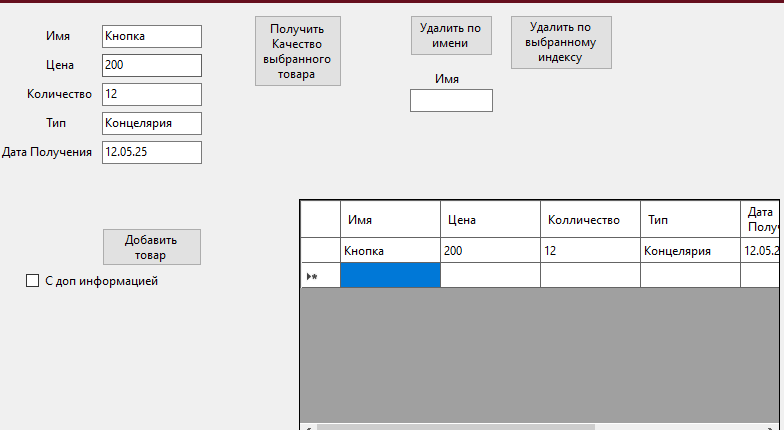 Имя
Кнопка
Цена
200
Количество
12
Тип
Концелярия
Дата Получения
12.05.25
Получить
Качество
выбранного
товара
Удалить по
имени
Удалить по
выбранному
индексу
Имя
Добавить
товар
С доп информацией
Имя
Цена
Колличество
Тип
Дата
Полу
Кнопка
200
12
Концелярия
12.05.2